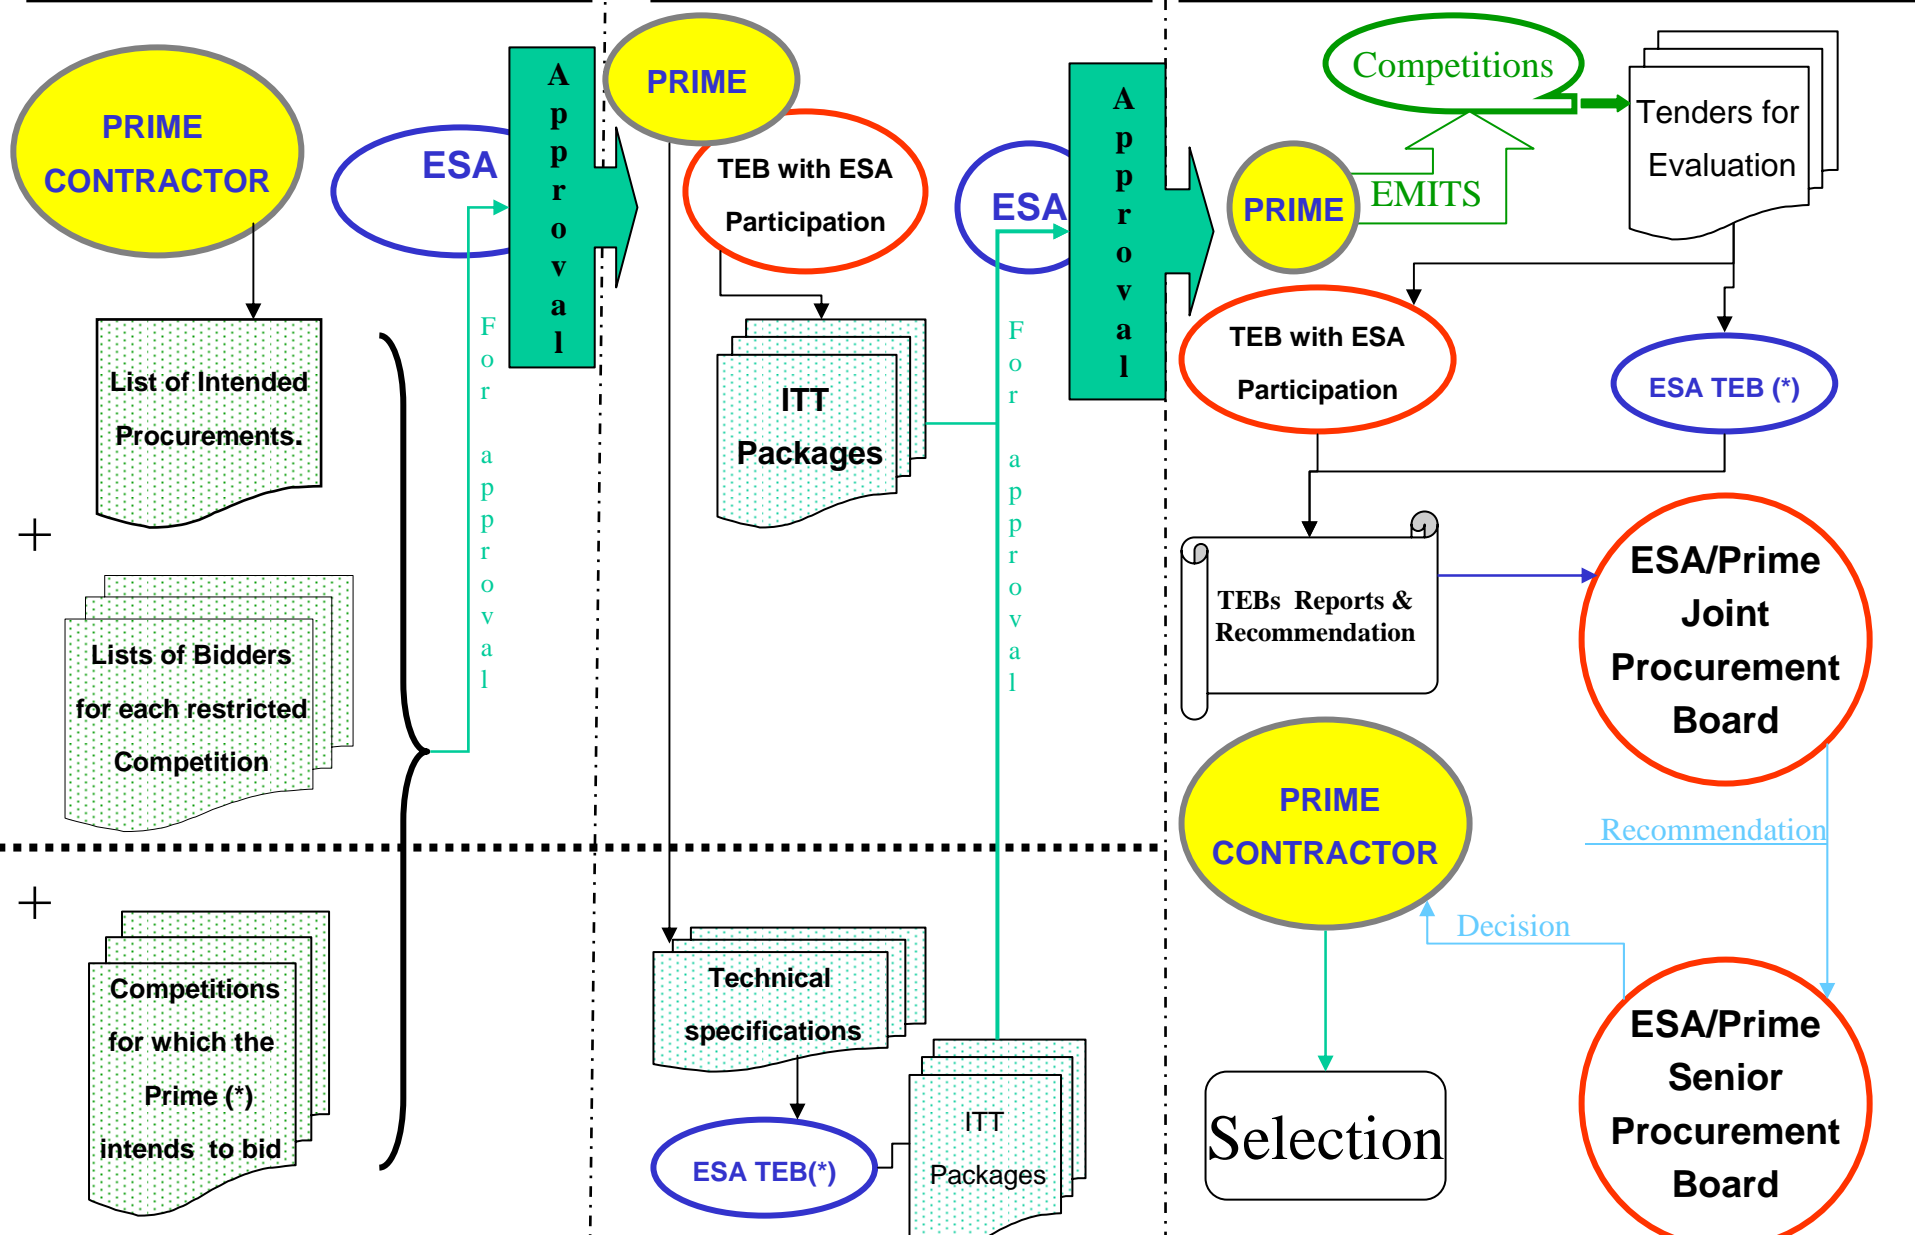 PRIME
CONTRACTOR
ESA
Approval
List of Intended
Procurements.
+
Lists of Bidders
for each restricted
Competition
For approval
+
Competitions
for which the
Prime (*)
intends to bid
PRIME
TEB with ESA
Participation
ESA
Approval
ITT
Packages
For approval
Technical
specifications
ESA TEB(*)
ITT
Packages
Competitions
EMITS
PRIME
Tenders for
Evaluation
TEB with ESA
Participation
ESA TEB (*)
TEBs Reports &
Recommendation
ESA/Prime
Joint
Procurement
Board
PRIME
CONTRACTOR
Recommendation
Decision
Selection
ESA/Prime
Senior
Procurement
Board